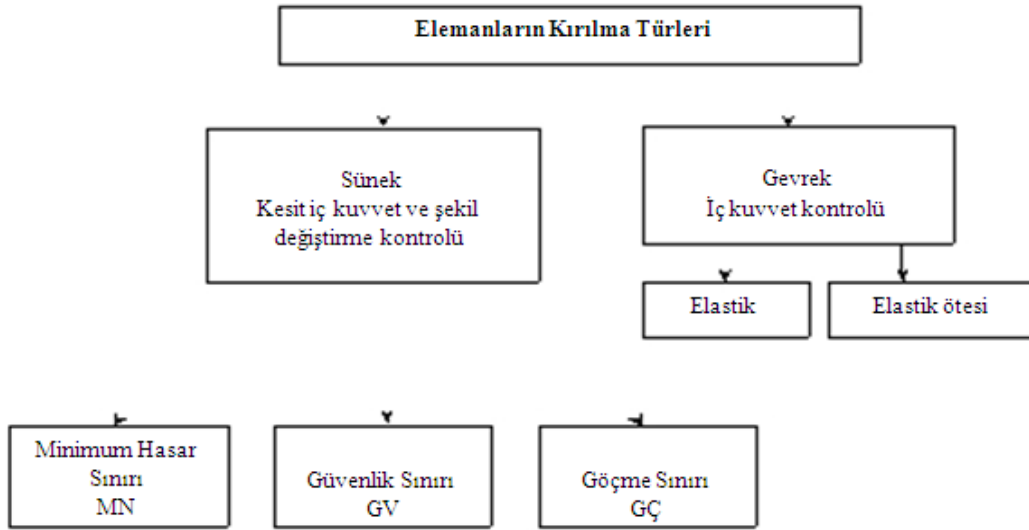 Elemanların Kırılma Türleri
Sünek
Kesit iç kuvvet ve şekil
değiştirme kontrolü
Gevrek
İç kuvvet kontrolü
Elastik
Elastik ötesi
Minimum Hasar
Sınırı
MN
Güvenlik Sınırı
GV
Göçme Sınırı
GÇ